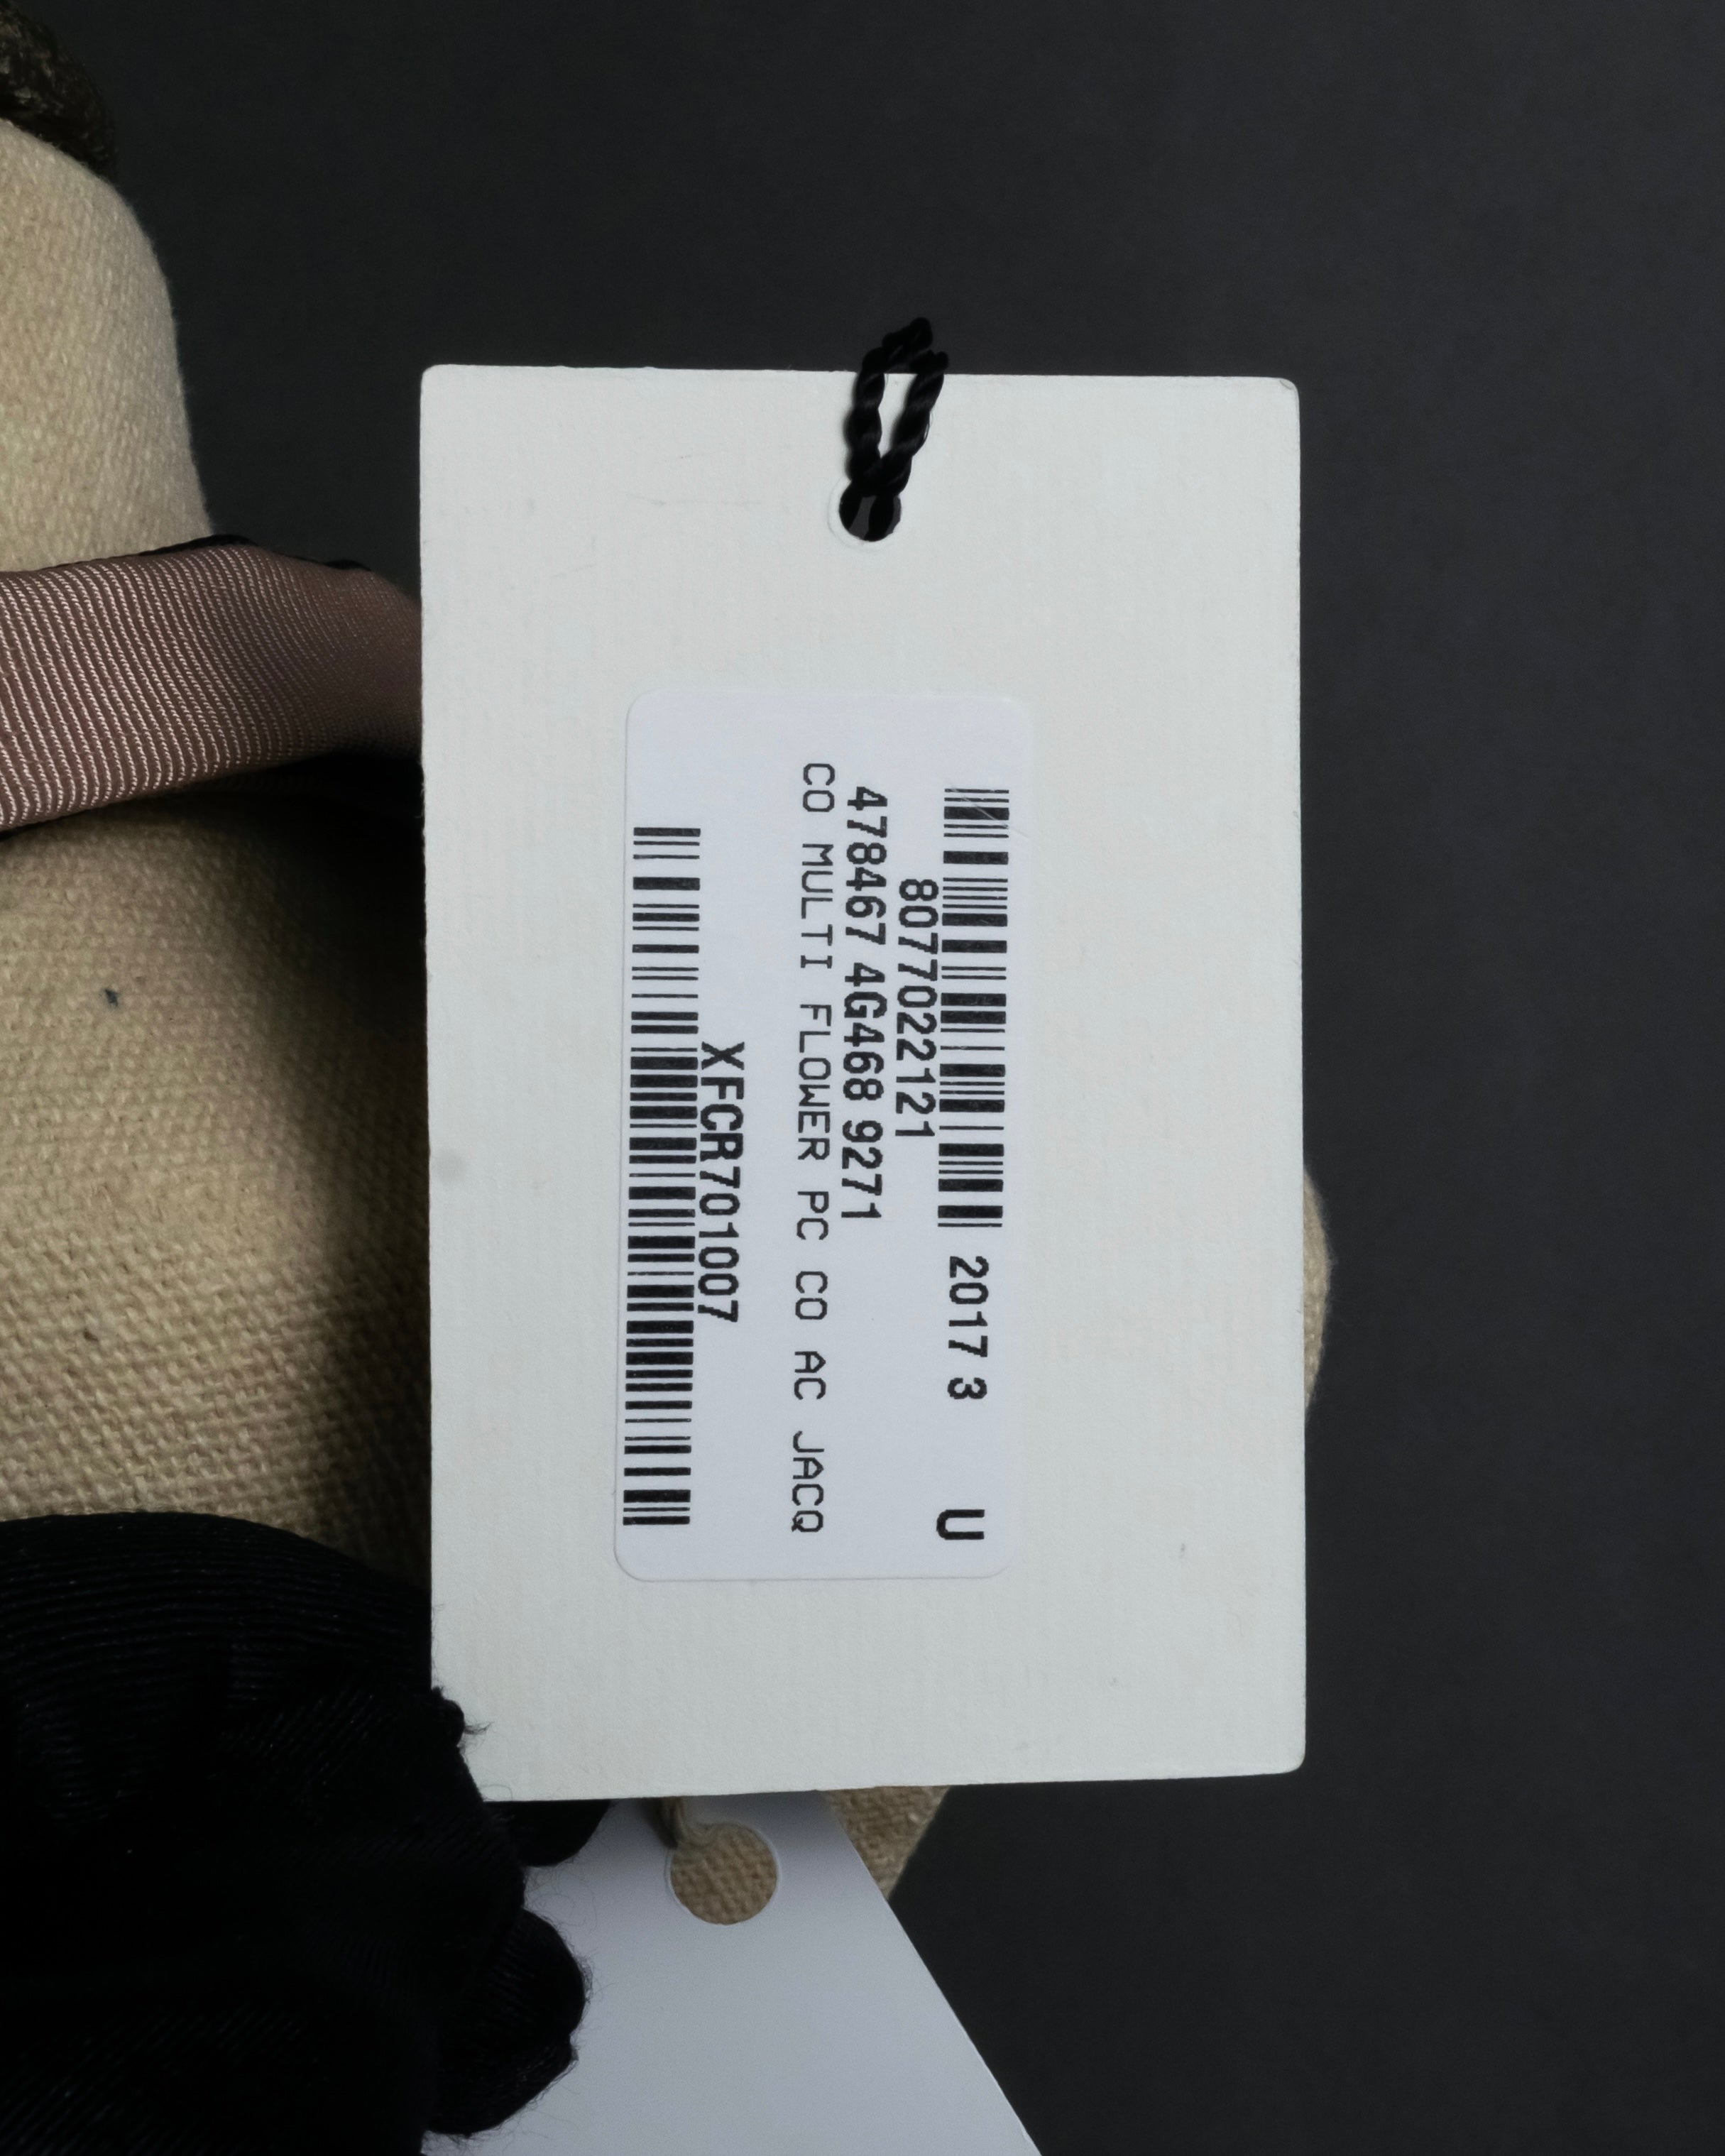 2017 3 U
8077022121
478467 4G468 9271
CO MULTI FLOWER PC CO AC JACQ
XFCR701007